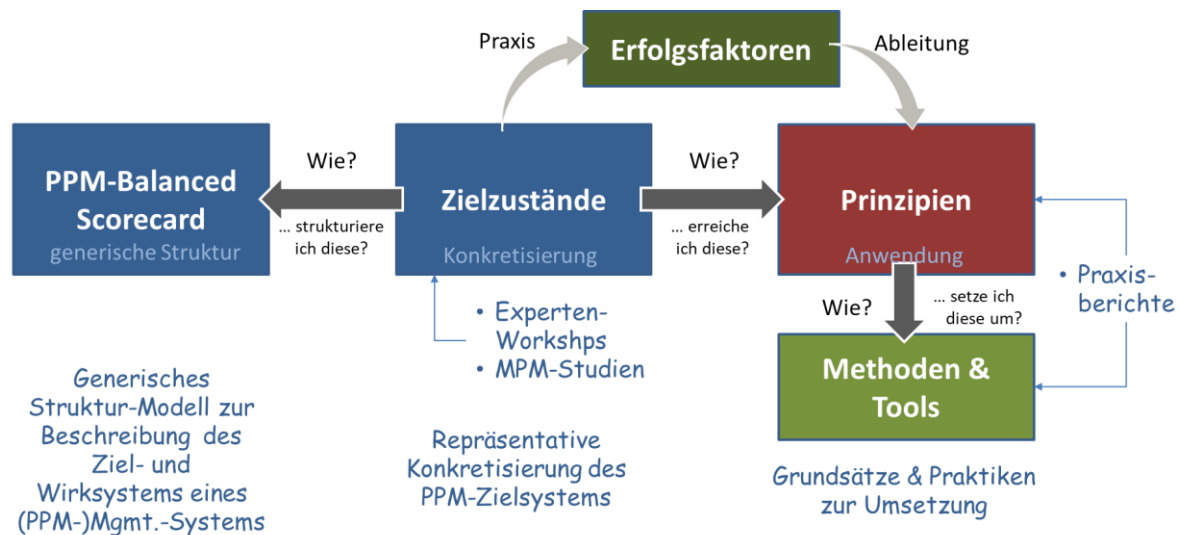 Praxis
Erfolgsfaktoren
Ableitung
PPM-Balanced
Scorecard
generische Struktur
Wie?
... strukturiere
ich diese?
Zielzustände
Konkretisierung
Wie?
... erreiche
ich diese?
Prinzipien
Anwendung
Wie?
... setze ich
diese um?
• Praxis-
berichte
• Experten-
Workshps
• MPM-Studien
Methoden &
Tools
Generisches
Struktur-Modell zur
Beschreibung des
Ziel- und
Wirksystems eines
(PPM-)Mgmt.-Systems
Repräsentative
Konkretisierung des
PPM-Zielsystems
Grundsätze & Praktiken
zur Umsetzung